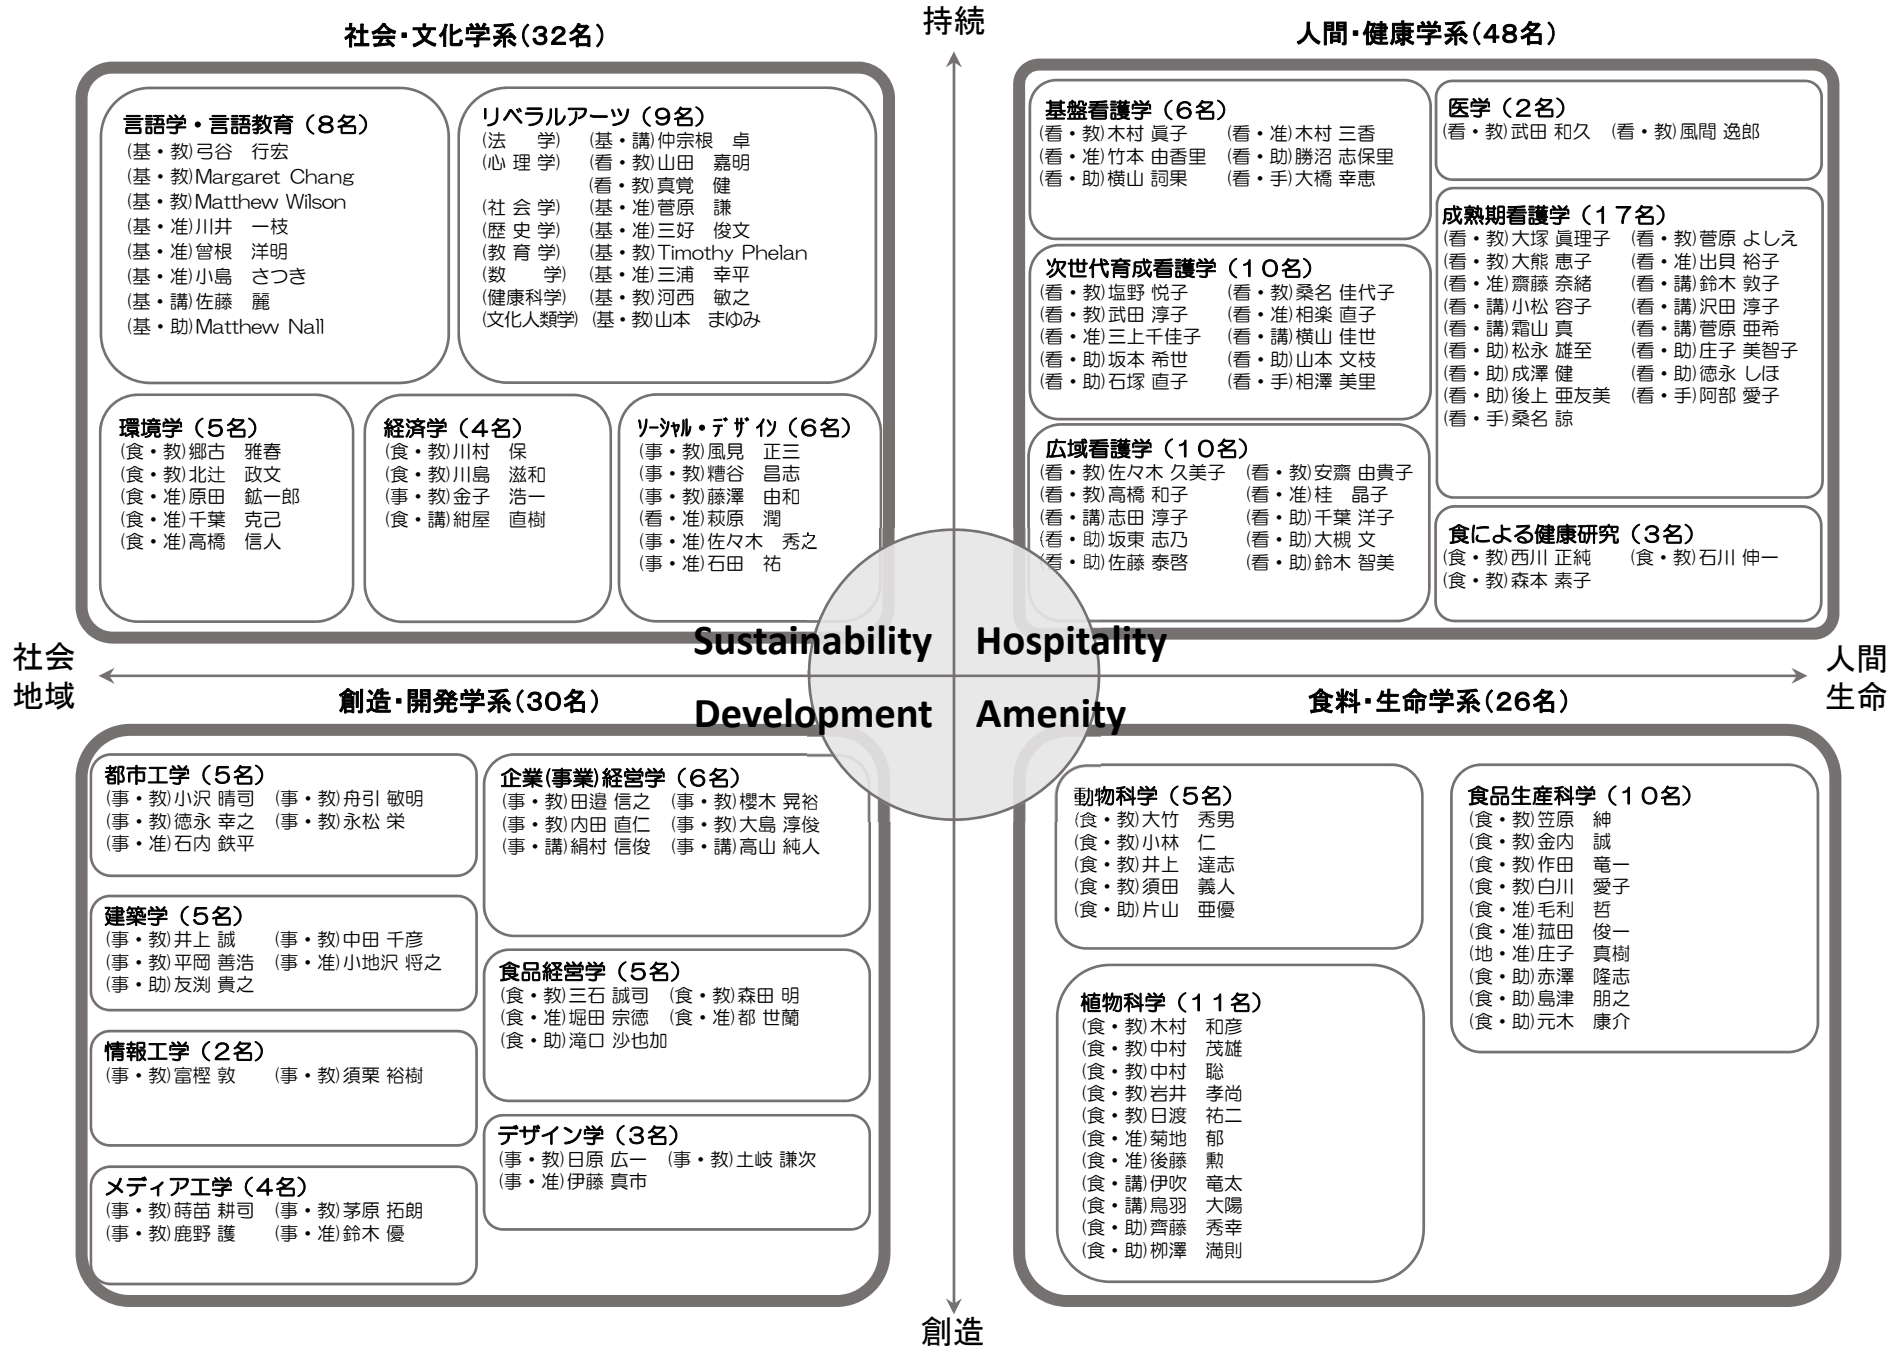 持続
社会・文化学系(32名)
言語学・言語教育（8名）
(基・教)弓谷　行宏
(基・教)Margaret Chang
(基・教)Matthew Wilson
(基・准)川井　一枝
(基・准)曾根　洋明
(基・准)小島　さつき
(基・講)佐藤　麗
(基・助)Matthew Nall
リベラルアーツ（9名）
(法　　学)　(基・講)仲宗根　卓
(心 理 学)　(看・教)山田　嘉明
(看・教)真覚　健
(社 会 学)　(基・准)菅原　謙
(歴 史 学)　(基・准)三好　俊文
(教 育 学)　(基・教)Timothy Phelan
(数　　学)　(基・准)三浦　幸平
(健康科学)　(基・教)河西　敏之
(文化人類学)　(基・教)山本　まゆみ
環境学（5名）
(食・教)郷古　雅春
(食・教)北辻　政文
(食・准)原田　鉱一郎
(食・准)千葉　克己
(食・准)高橋　信人
経済学（4名）
(食・教)川村　保
(食・教)川島　滋和
(事・教)金子　浩一
(食・講)紺屋　直樹
ｿｰｼｬﾙ・ﾃﾞｻﾞｲﾝ（6名）
(事・教)風見　正三
(事・教)糟谷　昌志
(事・教)藤澤　由和
(看・准)萩原　潤
(事・准)佐々木　秀之
(事・准)石田　祐
人間・健康学系(48名)
基盤看護学（6名）
(看・教)木村 眞子　(看・准)木村 三香
(看・准)竹本 由香里　(看・助)勝沼 志保里
(看・助)横山 詞果　(看・手)大橋 幸恵
次世代育成看護学（10名）
(看・教)塩野 悦子　(看・教)桑名 佳代子
(看・教)武田 淳子　(看・准)相楽 直子
(看・准)三上千佳子　(看・講)横山 佳世
(看・助)坂本 希世　(看・助)山本 文枝
(看・助)石塚 直子　(看・手)相澤 美里
広域看護学（10名）
(看・教)佐々木 久美子　(看・教)安齋 由貴子
(看・教)高橋 和子　(看・准)桂　晶子
(看・講)志田 淳子　(看・助)千葉 洋子
(看・助)坂東 志乃　(看・助)大槻 文
(看・助)佐藤 泰啓　(看・助)鈴木 智美
医学（2名）
(看・教)武田 和久　(看・教)風間 逸郎
成熟期看護学（17名）
(看・教)大塚 眞理子　(看・教)菅原 よしえ
(看・教)大熊 恵子　(看・准)出貝 裕子
(看・准)齋藤 奈緒　(看・講)鈴木 敦子
(看・講)小松 容子　(看・講)沢田 淳子
(看・講)霜山 真　(看・講)菅原 亜希
(看・助)松永 雄至　(看・助)庄子 美智子
(看・助)成澤 健　(看・助)徳永 しほ
(看・助)後上 亜友美　(看・手)阿部 愛子
(看・手)桑名 諒
食による健康研究（3名）
(食・教)西川 正純　(食・教)石川 伸一
(食・教)森本 素子
Sustainability　Hospitality
社会
地域
人間
生命
Development　Amenity
創造・開発学系(30名)
都市工学（5名）
(事・教)小沢 晴司　(事・教)舟引 敏明
(事・教)徳永 幸之　(事・教)永松 栄
(事・准)石内 鉄平
建築学（5名）
(事・教)井上 誠　(事・教)中田 千彦
(事・教)平岡 善浩　(事・准)小地沢 将之
(事・助)友渕 貴之
情報工学（2名）
(事・教)富樫 敦　(事・教)須栗 裕樹
メディア工学（4名）
(事・教)蒔苗 耕司　(事・教)茅原 拓朗
(事・教)鹿野 護　(事・准)鈴木 優
企業(事業)経営学（6名）
(事・教)田邉 信之　(事・教)櫻木 晃裕
(事・教)内田 直仁　(事・教)大島 淳俊
(事・講)絹村 信俊　(事・講)高山 純人
食品経営学（5名）
(食・教)三石 誠司　(食・教)森田 明
(食・准)堀田 宗徳　(食・准)都 世蘭
(食・助)滝口 沙也加
デザイン学（3名）
(事・教)日原 広一　(事・教)土岐 謙次
(事・准)伊藤 真市
食料・生命学系(26名)
動物科学（5名）
(食・教)大竹　秀男
(食・教)小林　仁
(食・教)井上　達志
(食・教)須田　義人
(食・助)片山　亜優
植物科学（11名）
(食・教)木村　和彦
(食・教)中村　茂雄
(食・教)中村　聡
(食・教)岩井　孝尚
(食・教)日渡　祐二
(食・准)菊地　郁
(食・准)後藤　勲
(食・講)伊吹　竜太
(食・講)鳥羽　大陽
(食・助)齊藤　秀幸
(食・助)栁澤　満則
食品生産科学（10名）
(食・教)笠原　紳
(食・教)金内　誠
(食・教)作田　竜一
(食・教)白川　愛子
(食・准)毛利　哲
(食・准)菰田　俊一
(地・准)庄子　真樹
(食・助)赤澤　隆志
(食・助)島津　朋之
(食・助)元木　康介
創造